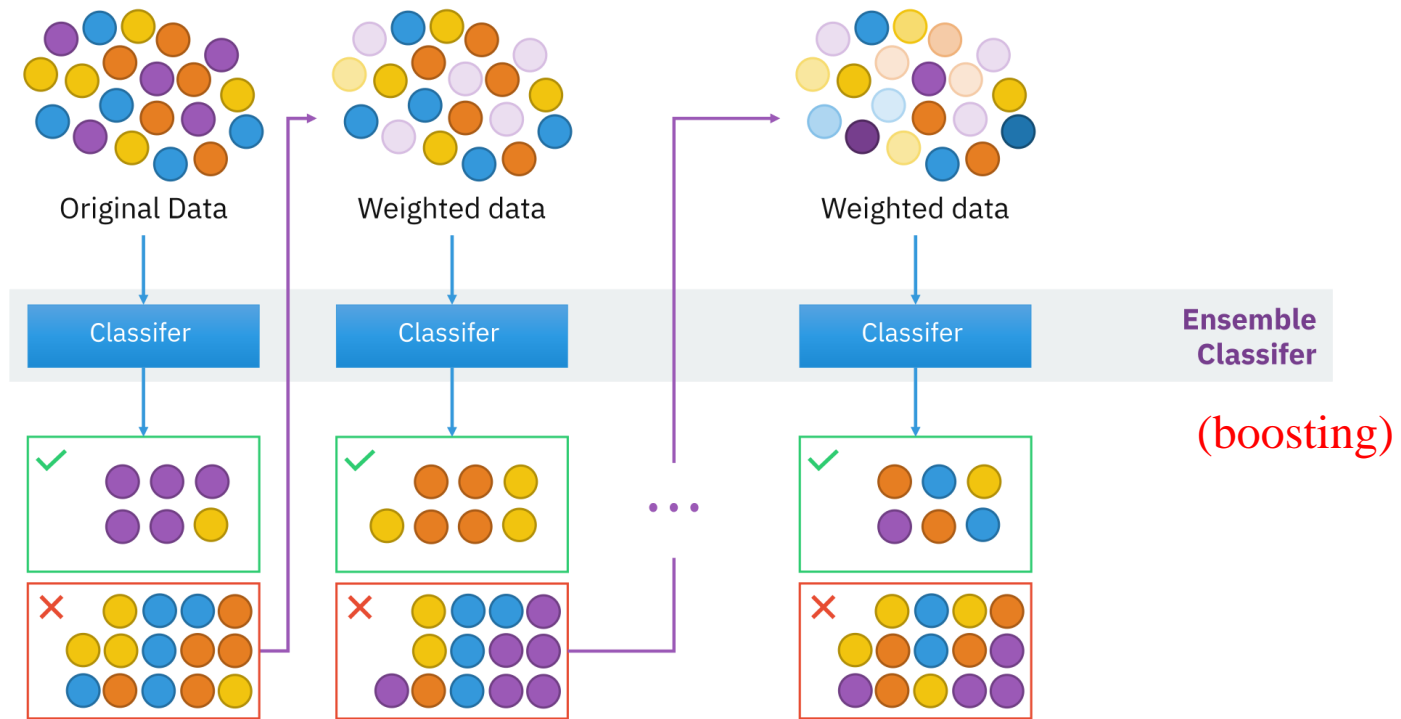 Original Data
Weighted data
Weighted data
Classifer
Classifer
Classifer
Ensemble
Classifer
(boosting)
...